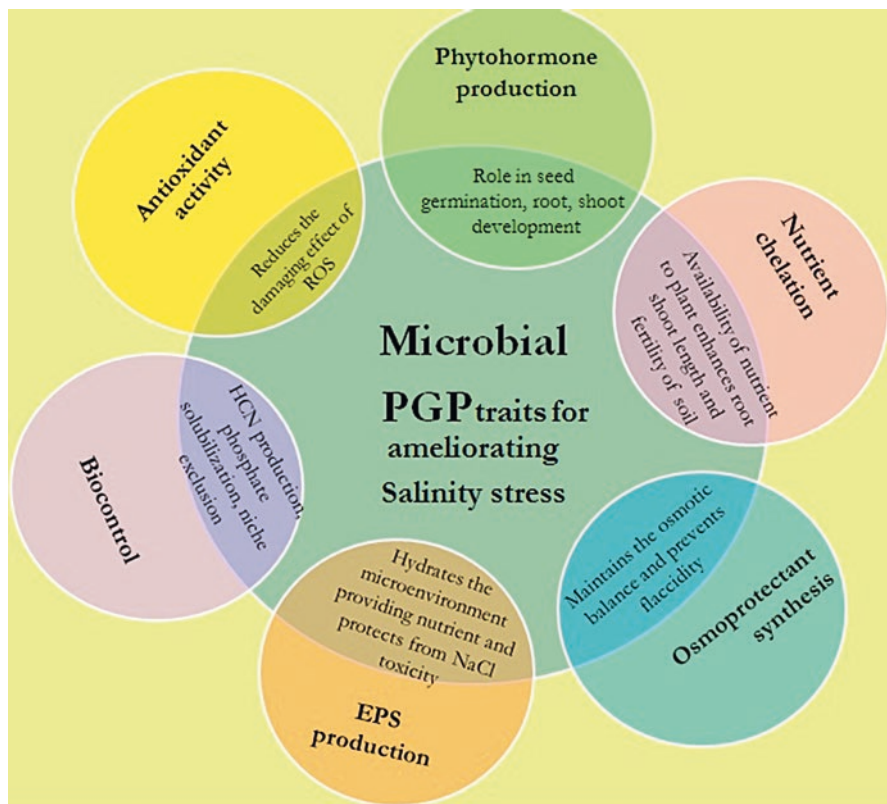 Phytohormone
production
Role in seed
germination, root, shoot
development
Nutrient
chelation
Availability of nutrient
to plant enhances root
shoot length and
fertility of soil
Osmoprotectant
synthesis
Maintains the osmotic
balance and prevents
flaccidity
EPS
production
Hydrates the
microenvironment
providing nutrient and
protects from NaCl
toxicity
Biocontrol
HCN production,
phosphate
solubilization, niche
exclusion
Antioxidant
activity
Reduces the
damaging effect of
ROS
Microbial
PGP traits for
ameliorating
Salinity stress